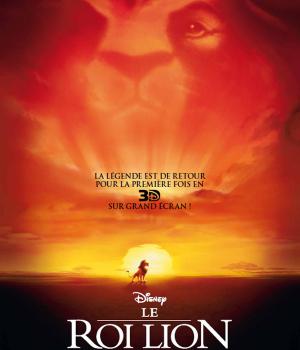 LA LÉGENDE EST DE RETOUR
POUR LA PREMIÈRE FOIS EN
3D
SUR GRAND ÉCRAN !
Disney
LE
ROI LION